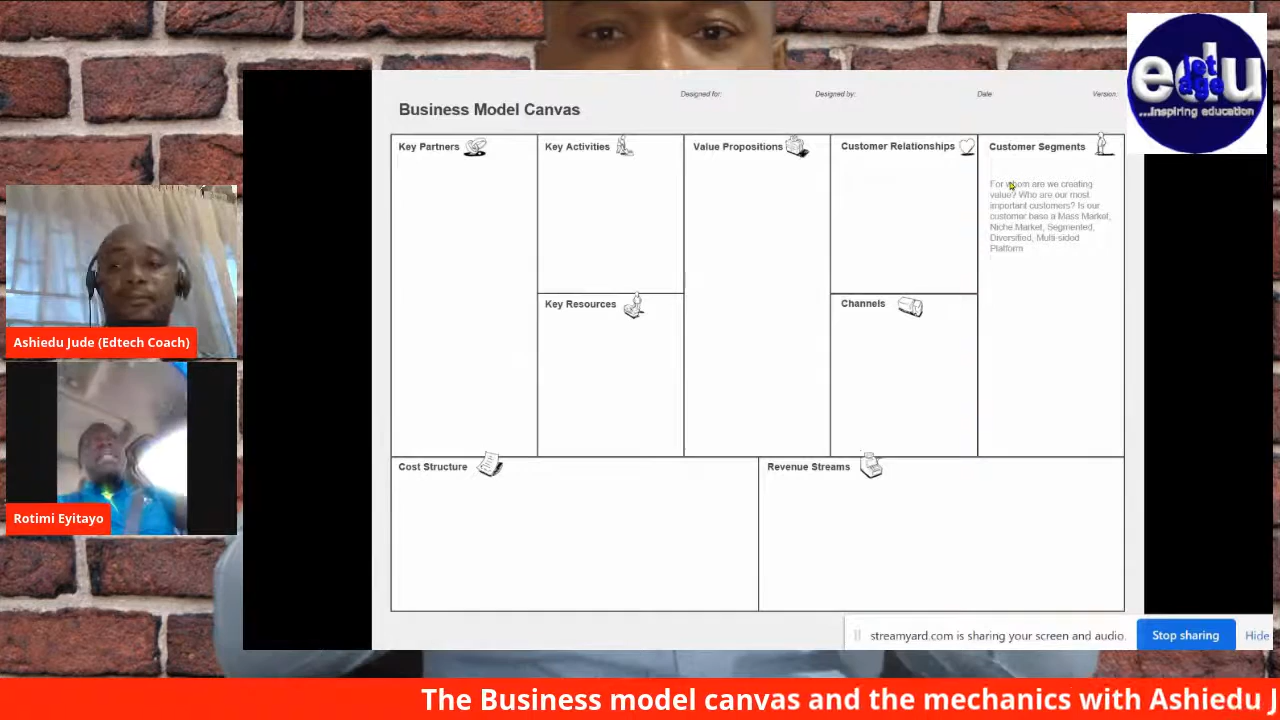 Designed for:
Designed by:
Date
Version:
Business Model Canvas
Key Partners
Key Activities
Value Propositions
Customer Relationships
Customer Segments
For whom are we creating
value? Who are our most
important customers? Is our
customer base a Mass Market,
Niche Market, Segmented,
Diversified, Multi-sided
Platform
Key Resources
Channels
Cost Structure
Revenue Streams
edu
let
age
...inspiring education
Ashiedu Jude (Edtech Coach)
Rotimi Eyitayo
streamyard.com is sharing your screen and audio.
Stop sharing
Hide
The Business model canvas and the mechanics with Ashiedu J